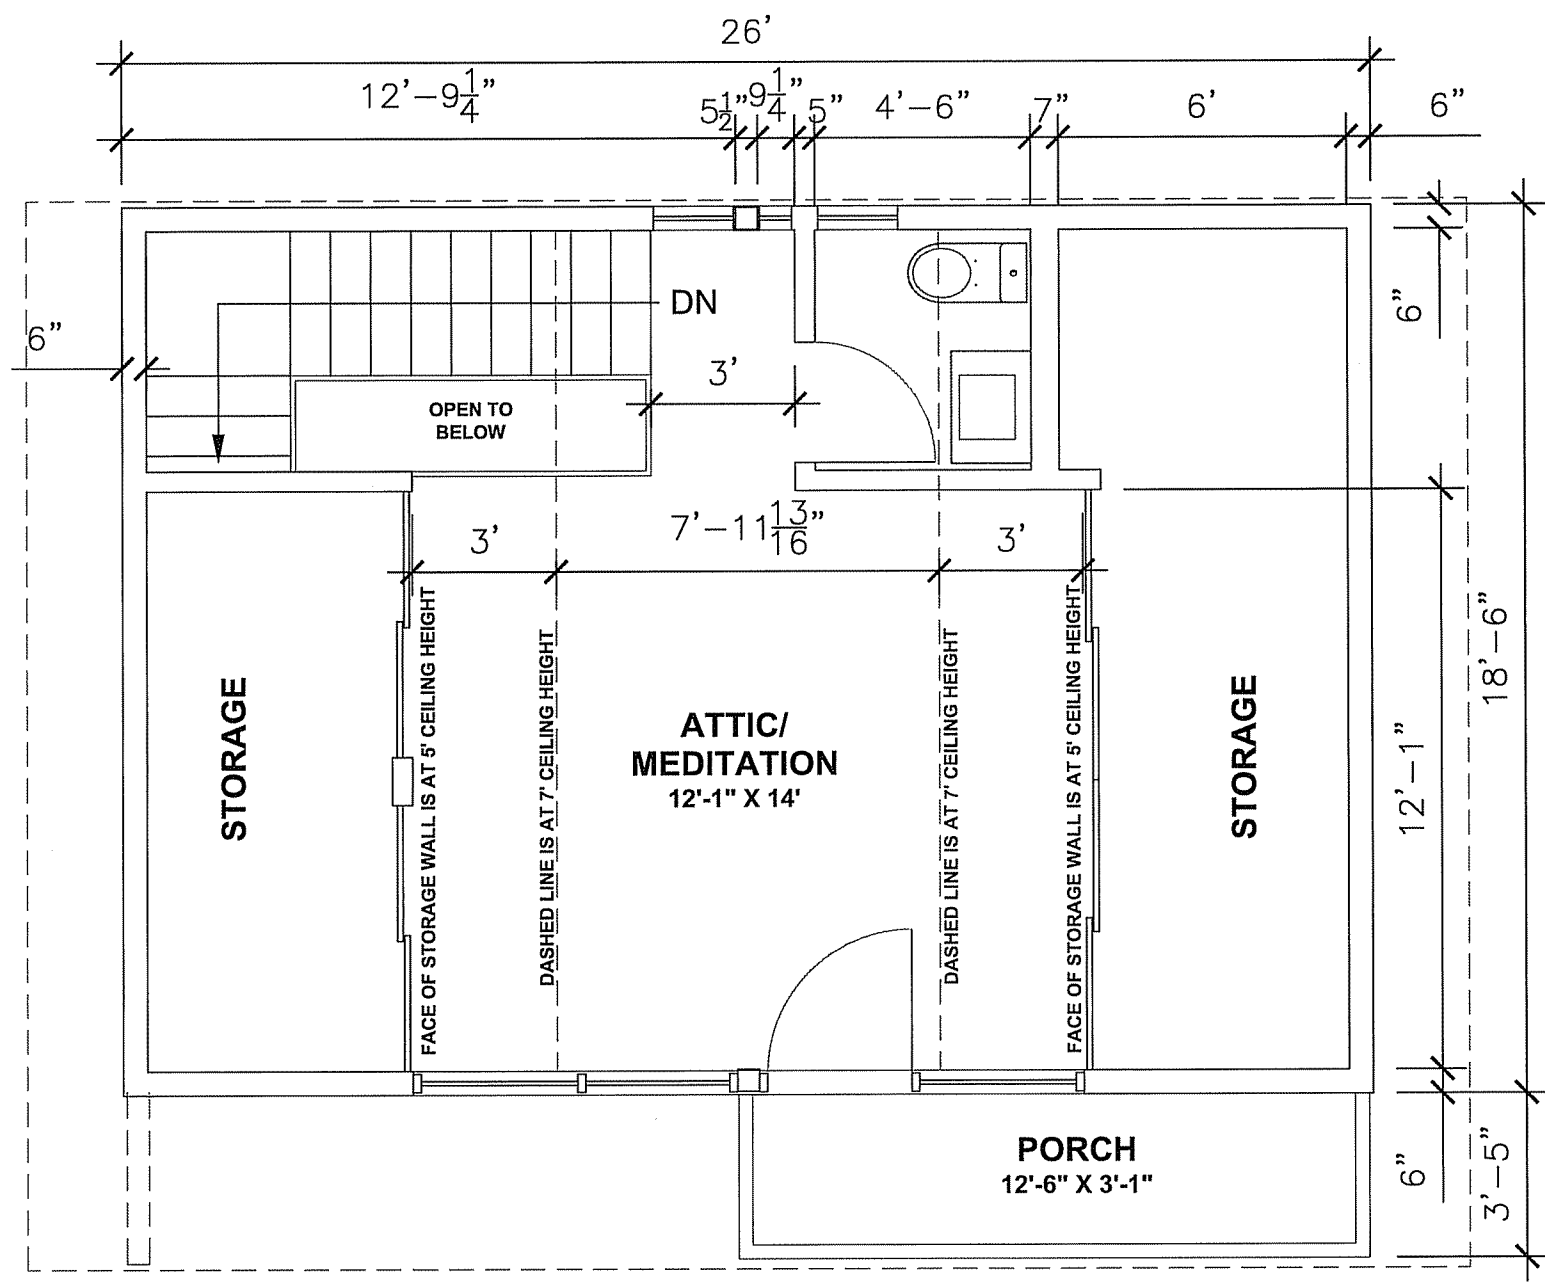 26'
12'-9 1/4"
5 1/2"
9 1/4"
5"
4'-6"
7"
6'
6"
6"
DN
3'
6"
OPEN TO
BELOW
3'
7'-11 13/16"
3'
FACE OF STORAGE WALL IS AT 5' CEILING HEIGHT
DASHED LINE IS AT 7' CEILING HEIGHT
DASHED LINE IS AT 7' CEILING HEIGHT
FACE OF STORAGE WALL IS AT 5' CEILING HEIGHT
STORAGE
ATTIC/
MEDITATION
12'-1" X 14'
STORAGE
12'-1"
18'-6"
PORCH
12'-6" X 3'-1"
6"
3'-5"